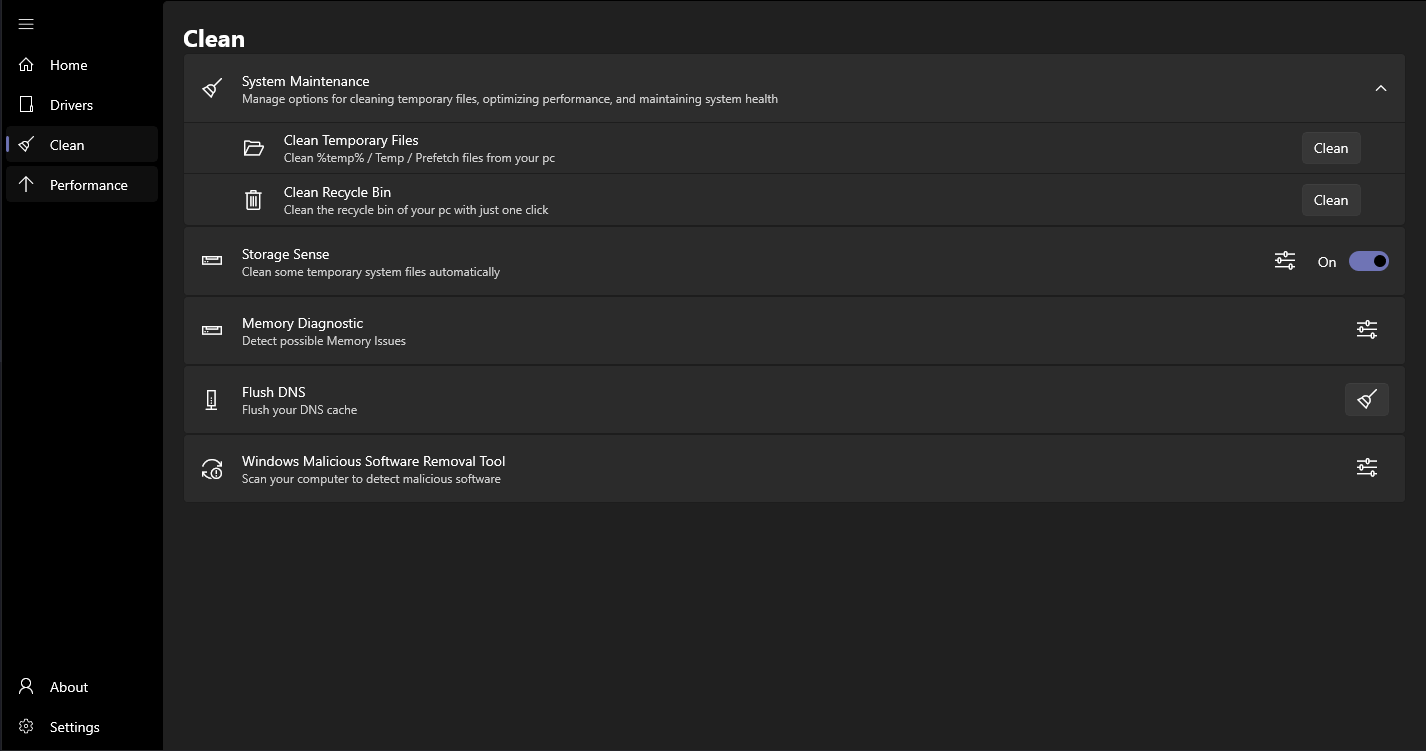 Home
Drivers
Clean
Performance
About
Settings
Clean
System Maintenance
Manage options for cleaning temporary files, optimizing performance, and maintaining system health
Clean Temporary Files
Clean %temp% / Temp / Prefetch files from your pc
Clean
Clean Recycle Bin
Clean the recycle bin of your pc with just one click
Clean
Storage Sense
Clean some temporary system files automatically
On
Memory Diagnostic
Detect possible Memory Issues
Flush DNS
Flush your DNS cache
Windows Malicious Software Removal Tool
Scan your computer to detect malicious software